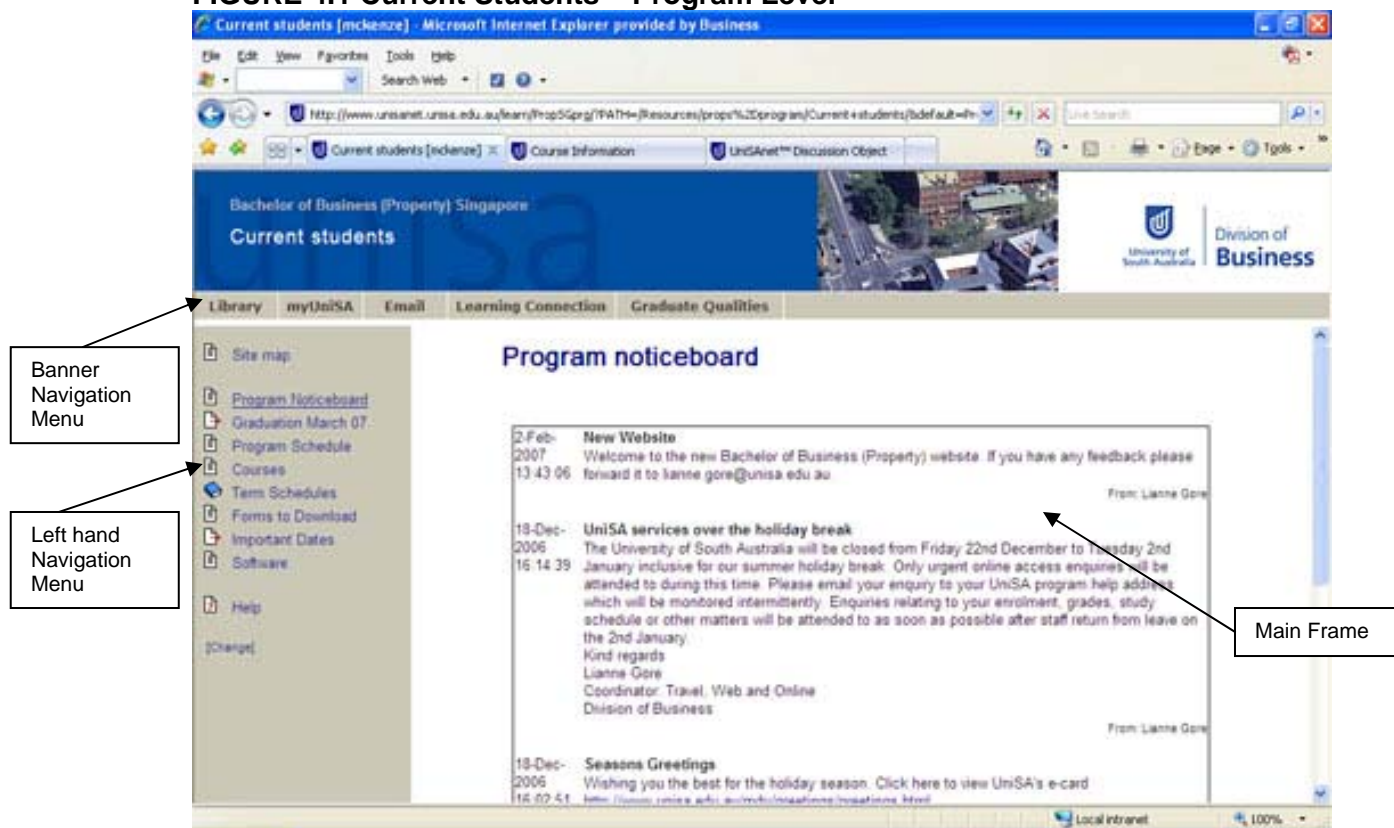 FIGURE 4.1 Current Students – Program Level
Current students [mckenze] - Microsoft Internet Explorer provided by Business
File Edit View Favorites Tools Help
Search Web
Live Search
Current students [mckenze]
Course Information
UniSAnet™ Discussion Object
Page
Tools
Bachelor of Business (Property) Singapore
Current students
unisa
University of
South Australia
Division of
Business
Library myUniSA Email Learning Connection Graduate Qualities
Banner
Navigation
Menu
Left hand
Navigation
Menu
Site map
Program Noticeboard
Graduation March 07
Program Schedule
Courses
Term Schedules
Forms to Download
Important Dates
Software
Help
[Change]
Program noticeboard
2-Feb-2007 13:43:06
New Website
Welcome to the new Bachelor of Business (Property) website. If you have any feedback please
forward it to lianne.gore@unisa.edu.au
From: Lianne Gore
18-Dec-2006 16:14:39
UniSA services over the holiday break
The University of South Australia will be closed from Friday 22nd December to Tuesday 2nd
January inclusive for our summer holiday break. Only urgent online access enquiries will be
attended to during this time. Please email your enquiry to your UniSA program help address
which will be monitored intermittently. Enquiries relating to your enrolment, grades, study
schedule or other matters will be attended to as soon as possible after staff return from leave on
the 2nd January.
Kind regards
Lianne Gore
Coordinator: Travel, Web and Online
Division of Business
From: Lianne Gore
18-Dec-2006 16:02:51
Seasons Greetings
Wishing you the best for the holiday season. Click here to view UniSA's e-card
Main Frame
Local intranet
100%